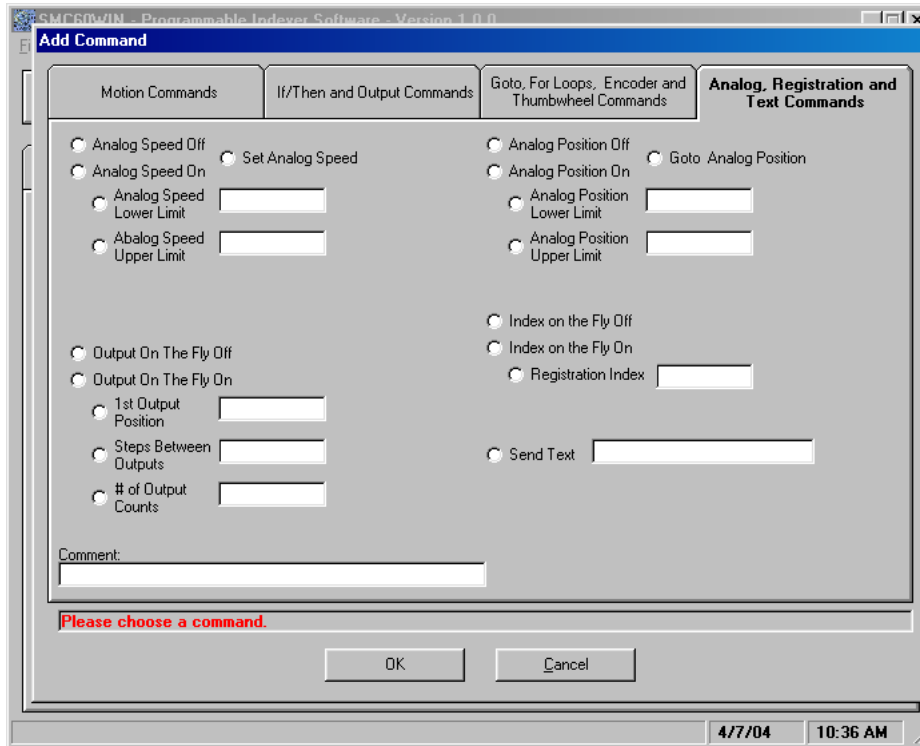 SMC60WIN - Programmable Indexer Software - Version 1.0.0
Add Command
Motion Commands
If/Then and Output Commands
Goto, For Loops, Encoder and
Thumbwheel Commands
Analog, Registration and
Text Commands
Analog Speed Off
Analog Speed On
Set Analog Speed
Analog Speed
Lower Limit
Abalog Speed
Upper Limit
Analog Position Off
Analog Position On
Goto Analog Position
Analog Position
Lower Limit
Analog Position
Upper Limit
Output On The Fly Off
Output On The Fly On
1st Output
Position
Steps Between
Outputs
# of Output
Counts
Index on the Fly Off
Index on the Fly On
Registration Index
Send Text
Comment:
Please choose a command.
OK
Cancel
4/7/04
10:36 AM